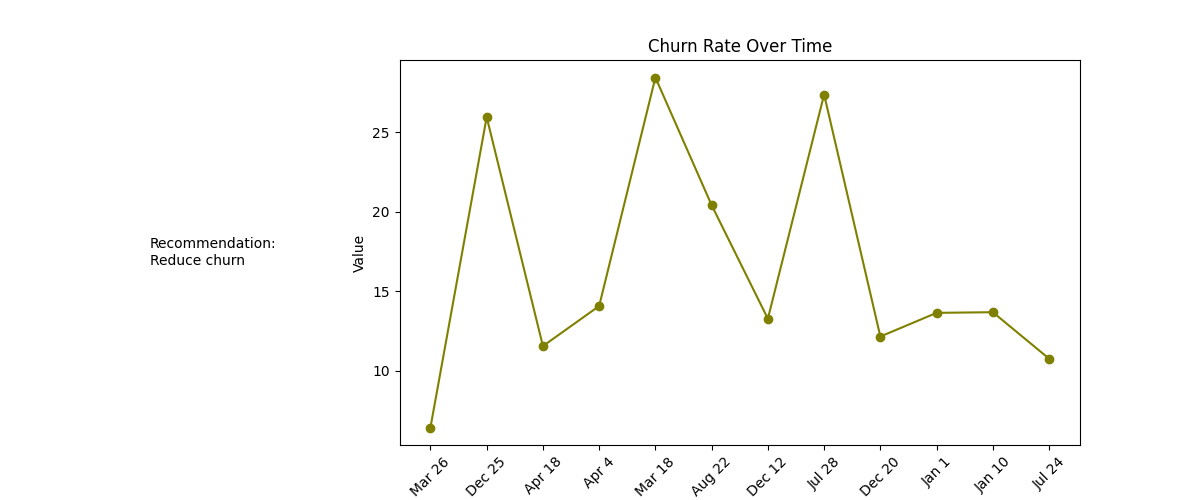 Churn Rate Over Time
Recommendation:
Reduce churn
Value
25
20
15
10
Mar 26
Dec 25
Apr 18
Apr 4
Mar 18
Aug 22
Dec 12
Jul 28
Dec 20
Jan 1
Jan 10
Jul 24